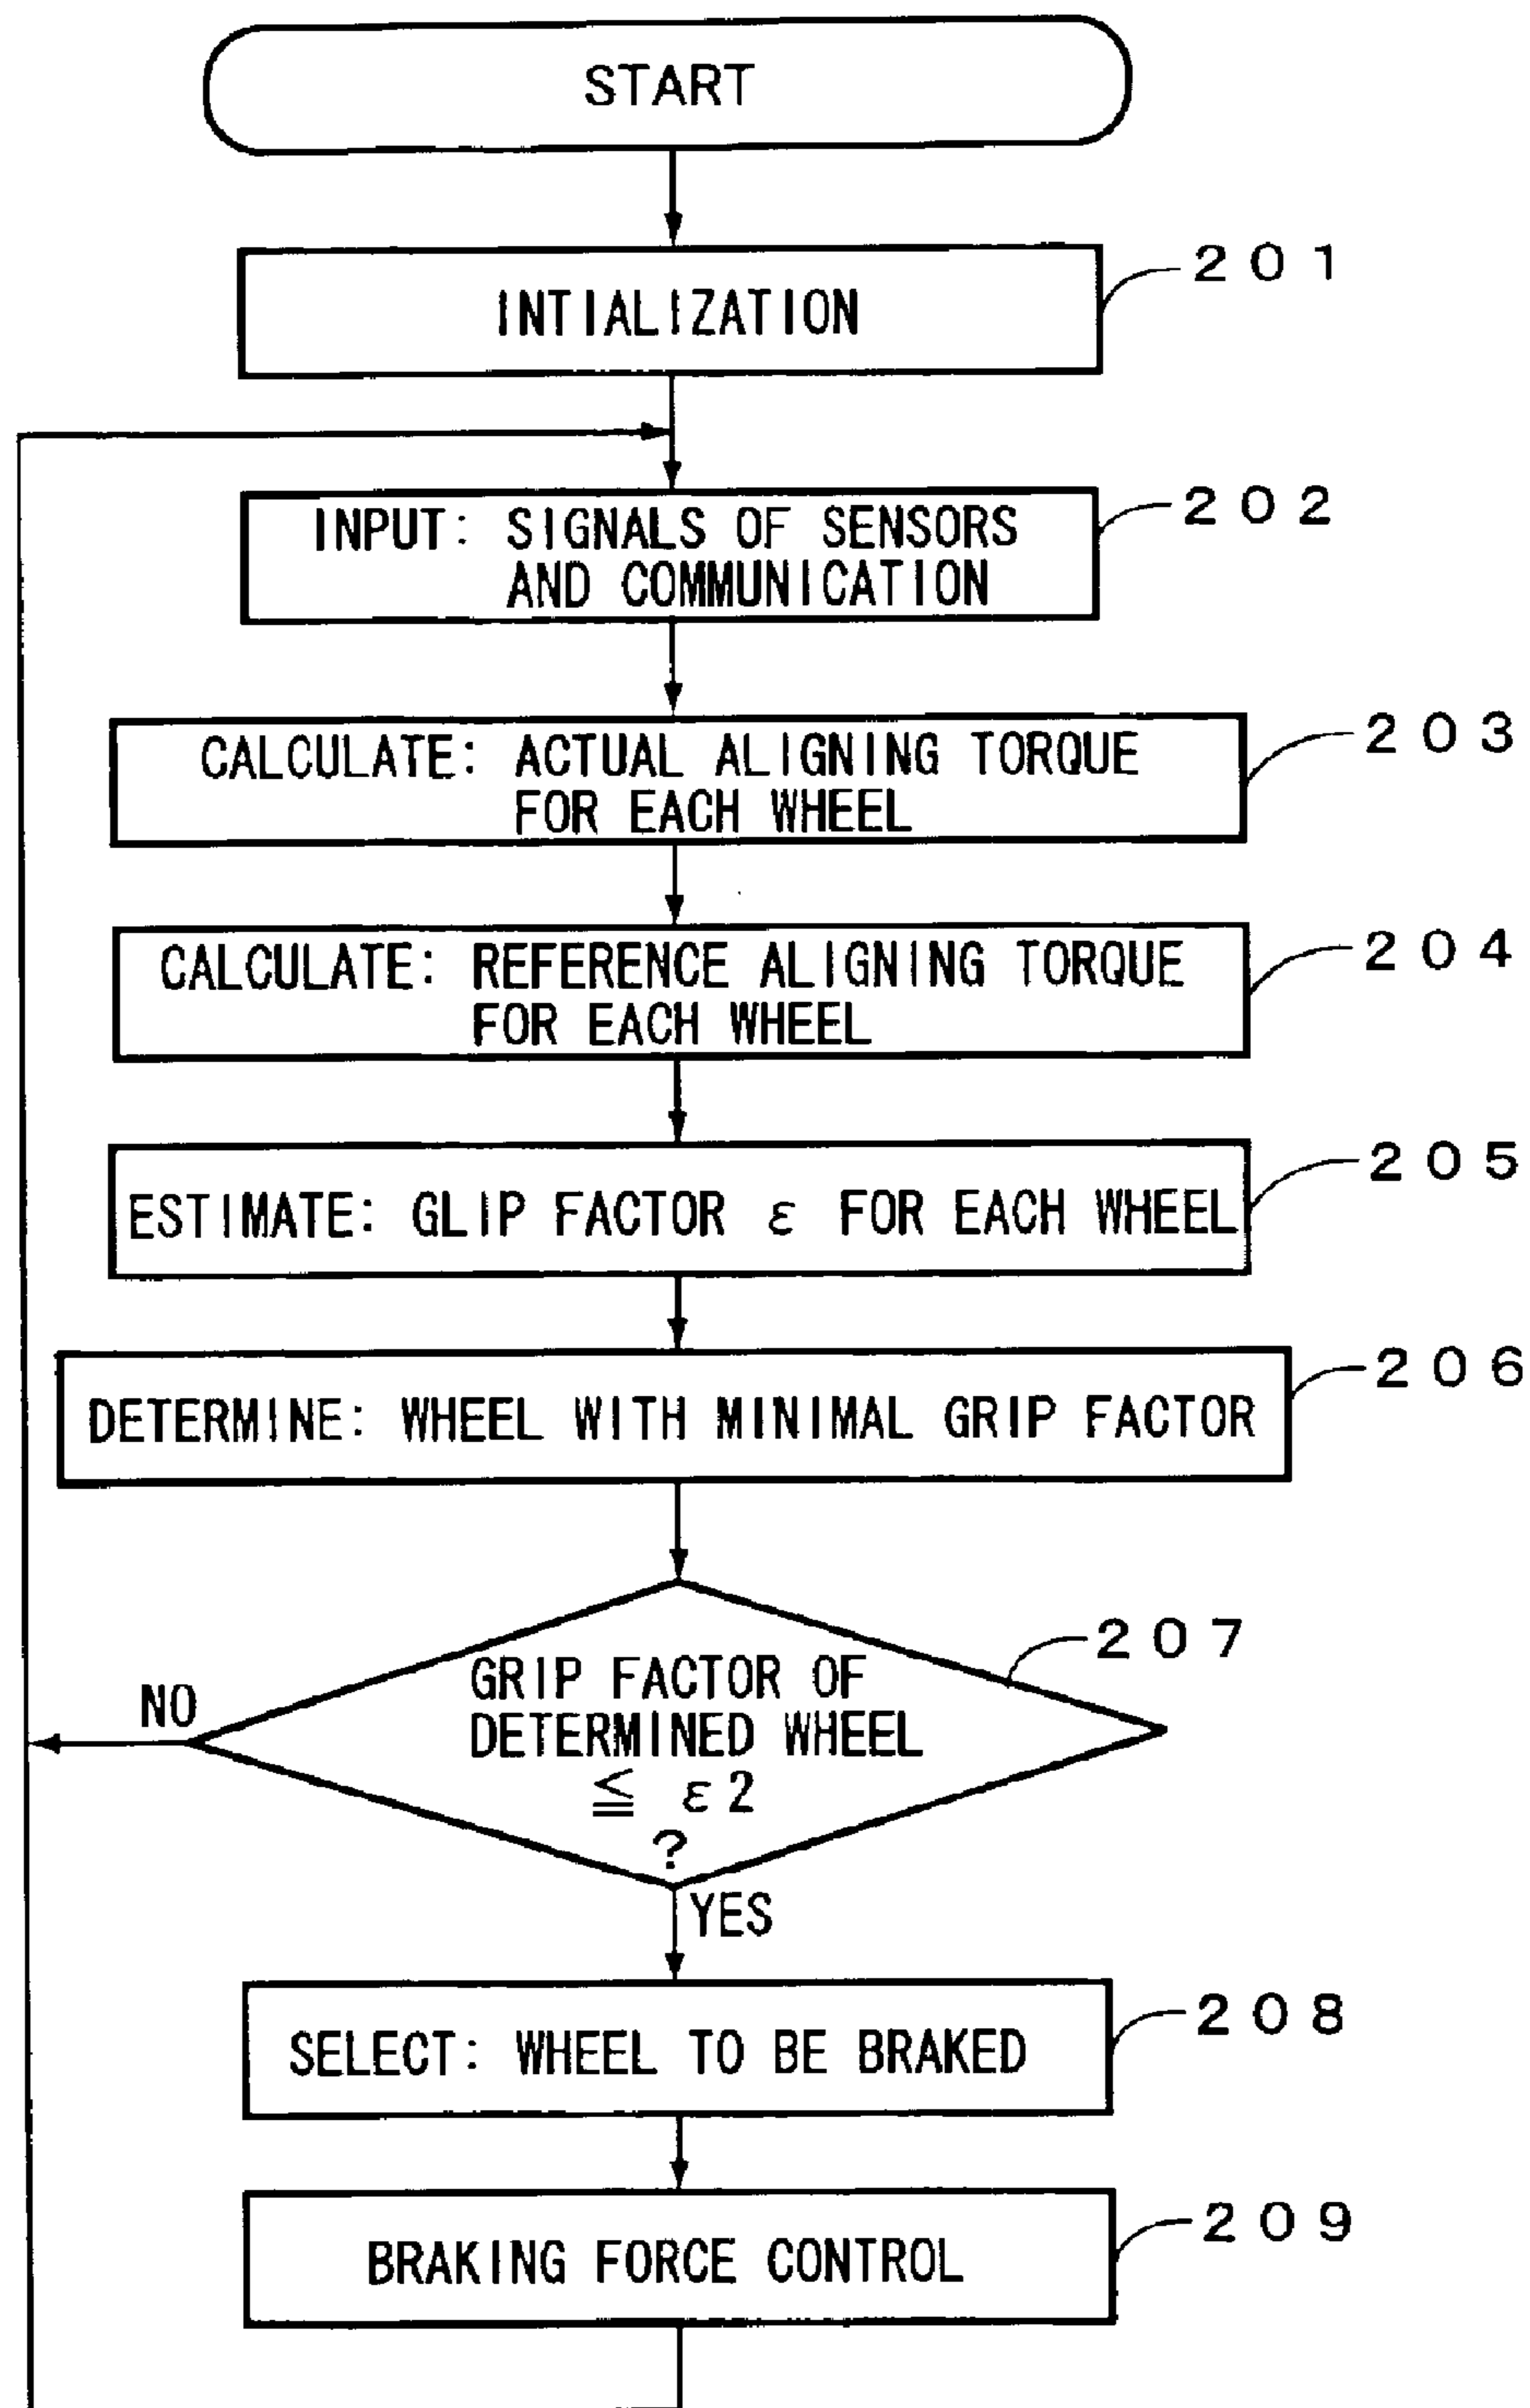 START
INTIALIZATION
201
INPUT: SIGNALS OF SENSORS
AND COMMUNICATION
202
CALCULATE: ACTUAL ALIGNING TORQUE
FOR EACH WHEEL
203
CALCULATE: REFERENCE ALIGNING TORQUE
FOR EACH WHEEL
204
ESTIMATE: GLIP FACTOR ε FOR EACH WHEEL
205
DETERMINE: WHEEL WITH MINIMAL GRIP FACTOR
206
GRIP FACTOR OF
DETERMINED WHEEL
≦ ε2
?
207
NO
YES
SELECT: WHEEL TO BE BRAKED
208
BRAKING FORCE CONTROL
209